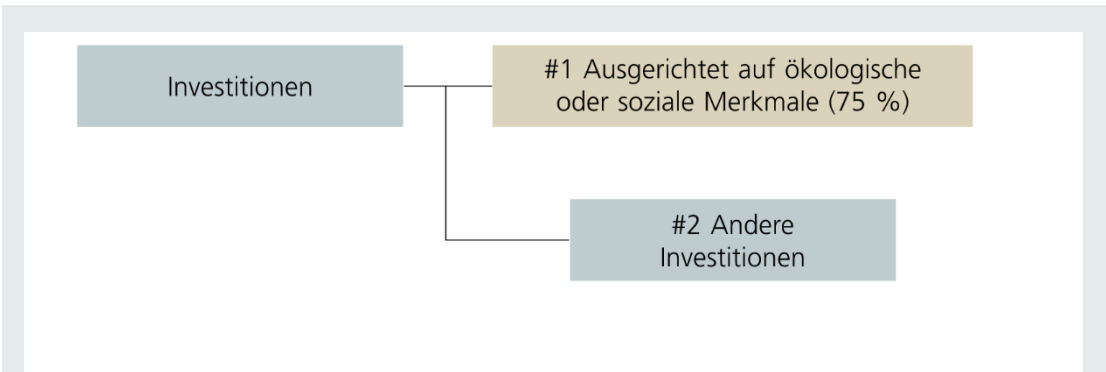 Investitionen
#1 Ausgerichtet auf ökologische
oder soziale Merkmale (75 %)
#2 Andere
Investitionen